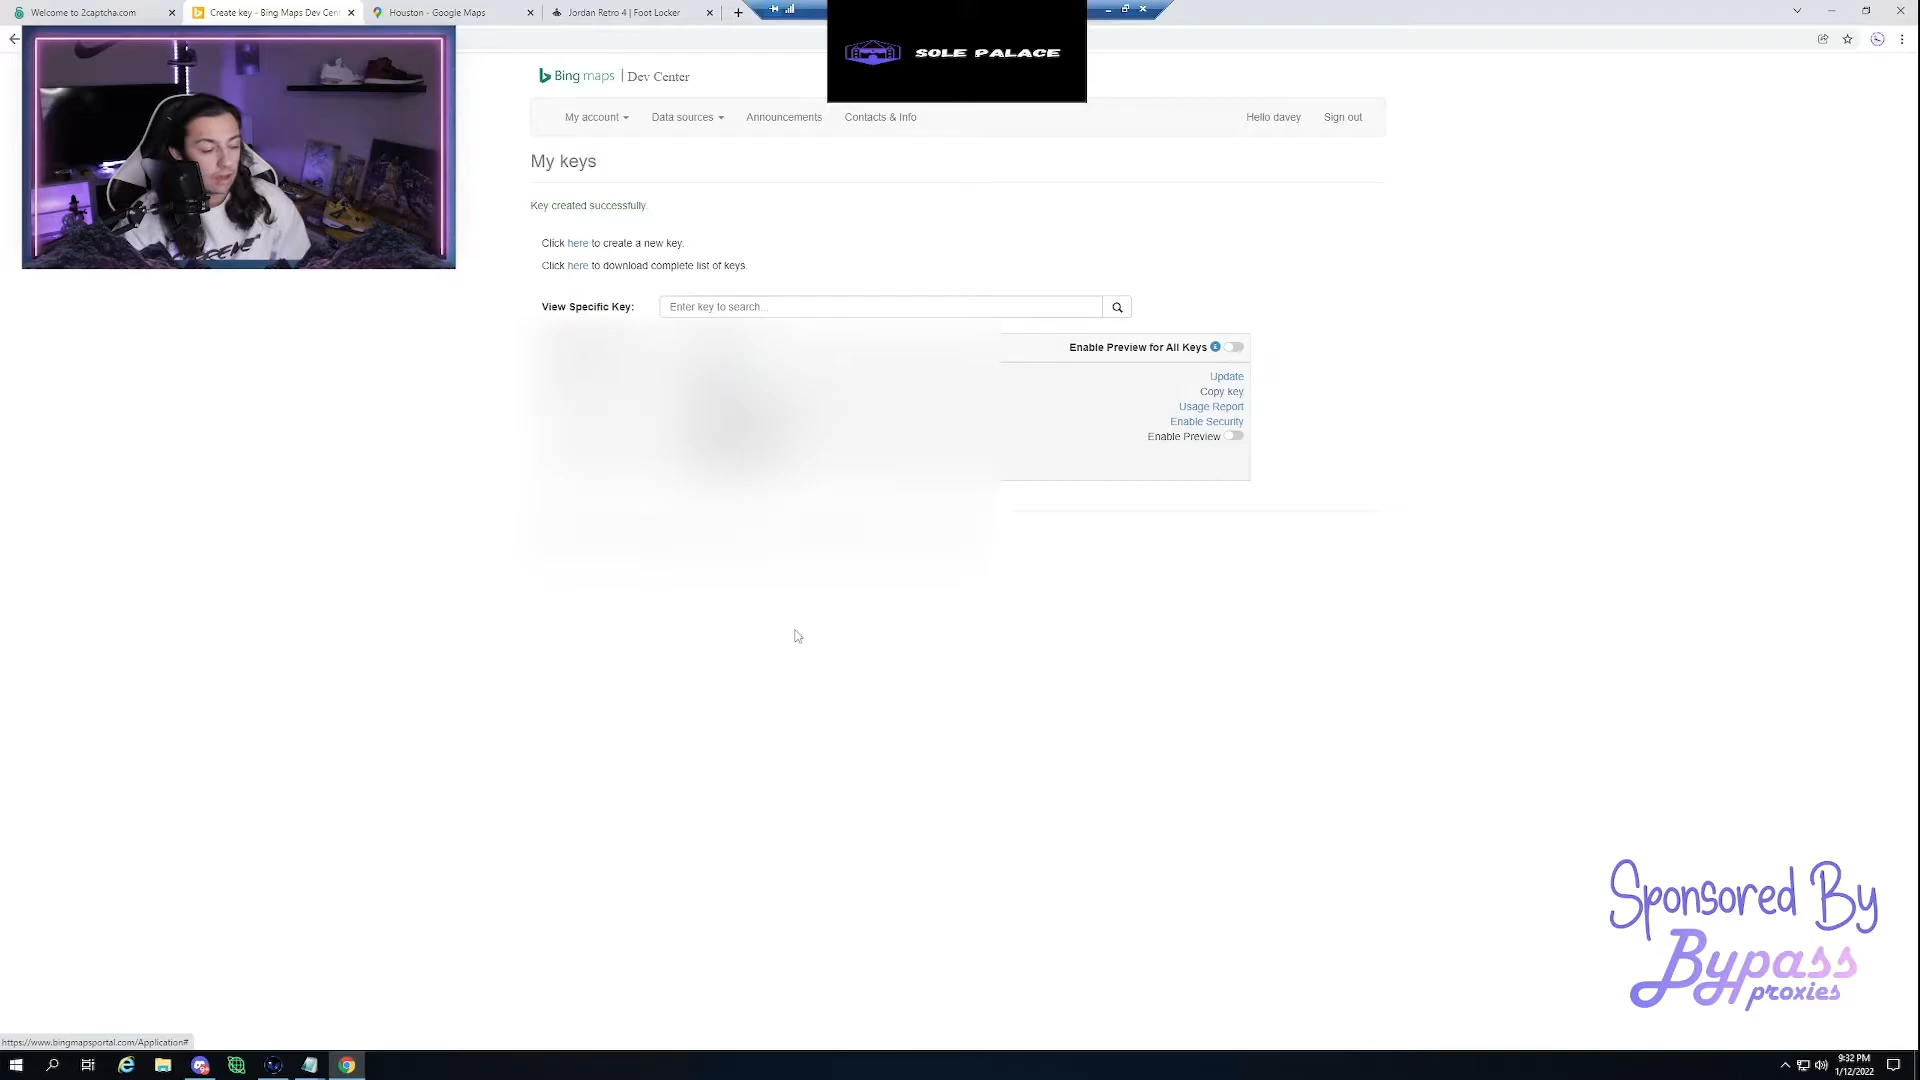 Welcome to 2captcha.com
Create key - Bing Maps Dev Cen
Houston - Google Maps
Jordan Retro 4 | Foot Locker
SOLE PALACE
Bing maps | Dev Center
My account
Data sources
Announcements
Contacts & Info
Hello davey
Sign out
My keys
Key created successfully.
Click here to create a new key.
Click here to download complete list of keys.
View Specific Key:
Enter key to search...
Enable Preview for All Keys
Update
Copy key
Usage Report
Enable Security
Enable Preview
Sponsored By
Bypass
proxies
https://www.bingmapsportal.com/Application#
9:32 PM
1/12/2022